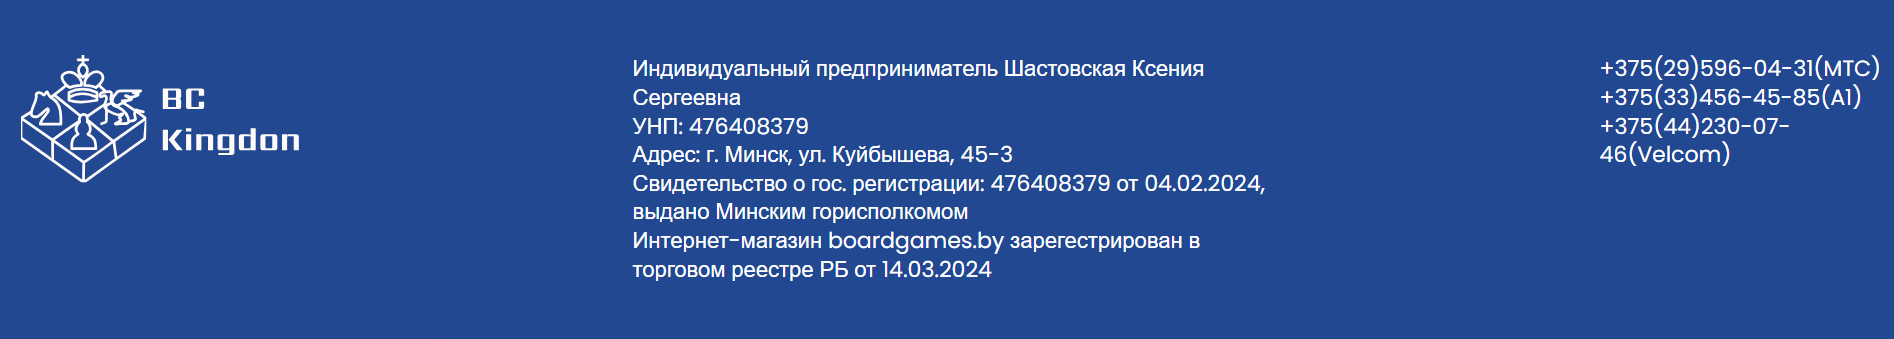 BC
Kingdon
Индивидуальный предприниматель Шастовская Ксения
Сергеевна
УНП: 476408379
Адрес: г. Минск, ул. Куйбышева, 45-3
Свидетельство о гос. регистрации: 476408379 от 04.02.2024,
выдано Минским горисполкомом
Интернет-магазин boardgames.by зарегестрирован в
торговом реестре РБ от 14.03.2024
+375(29)596-04-31(МТС)
+375(33)456-45-85(A1)
+375(44)230-07-
46(Velcom)